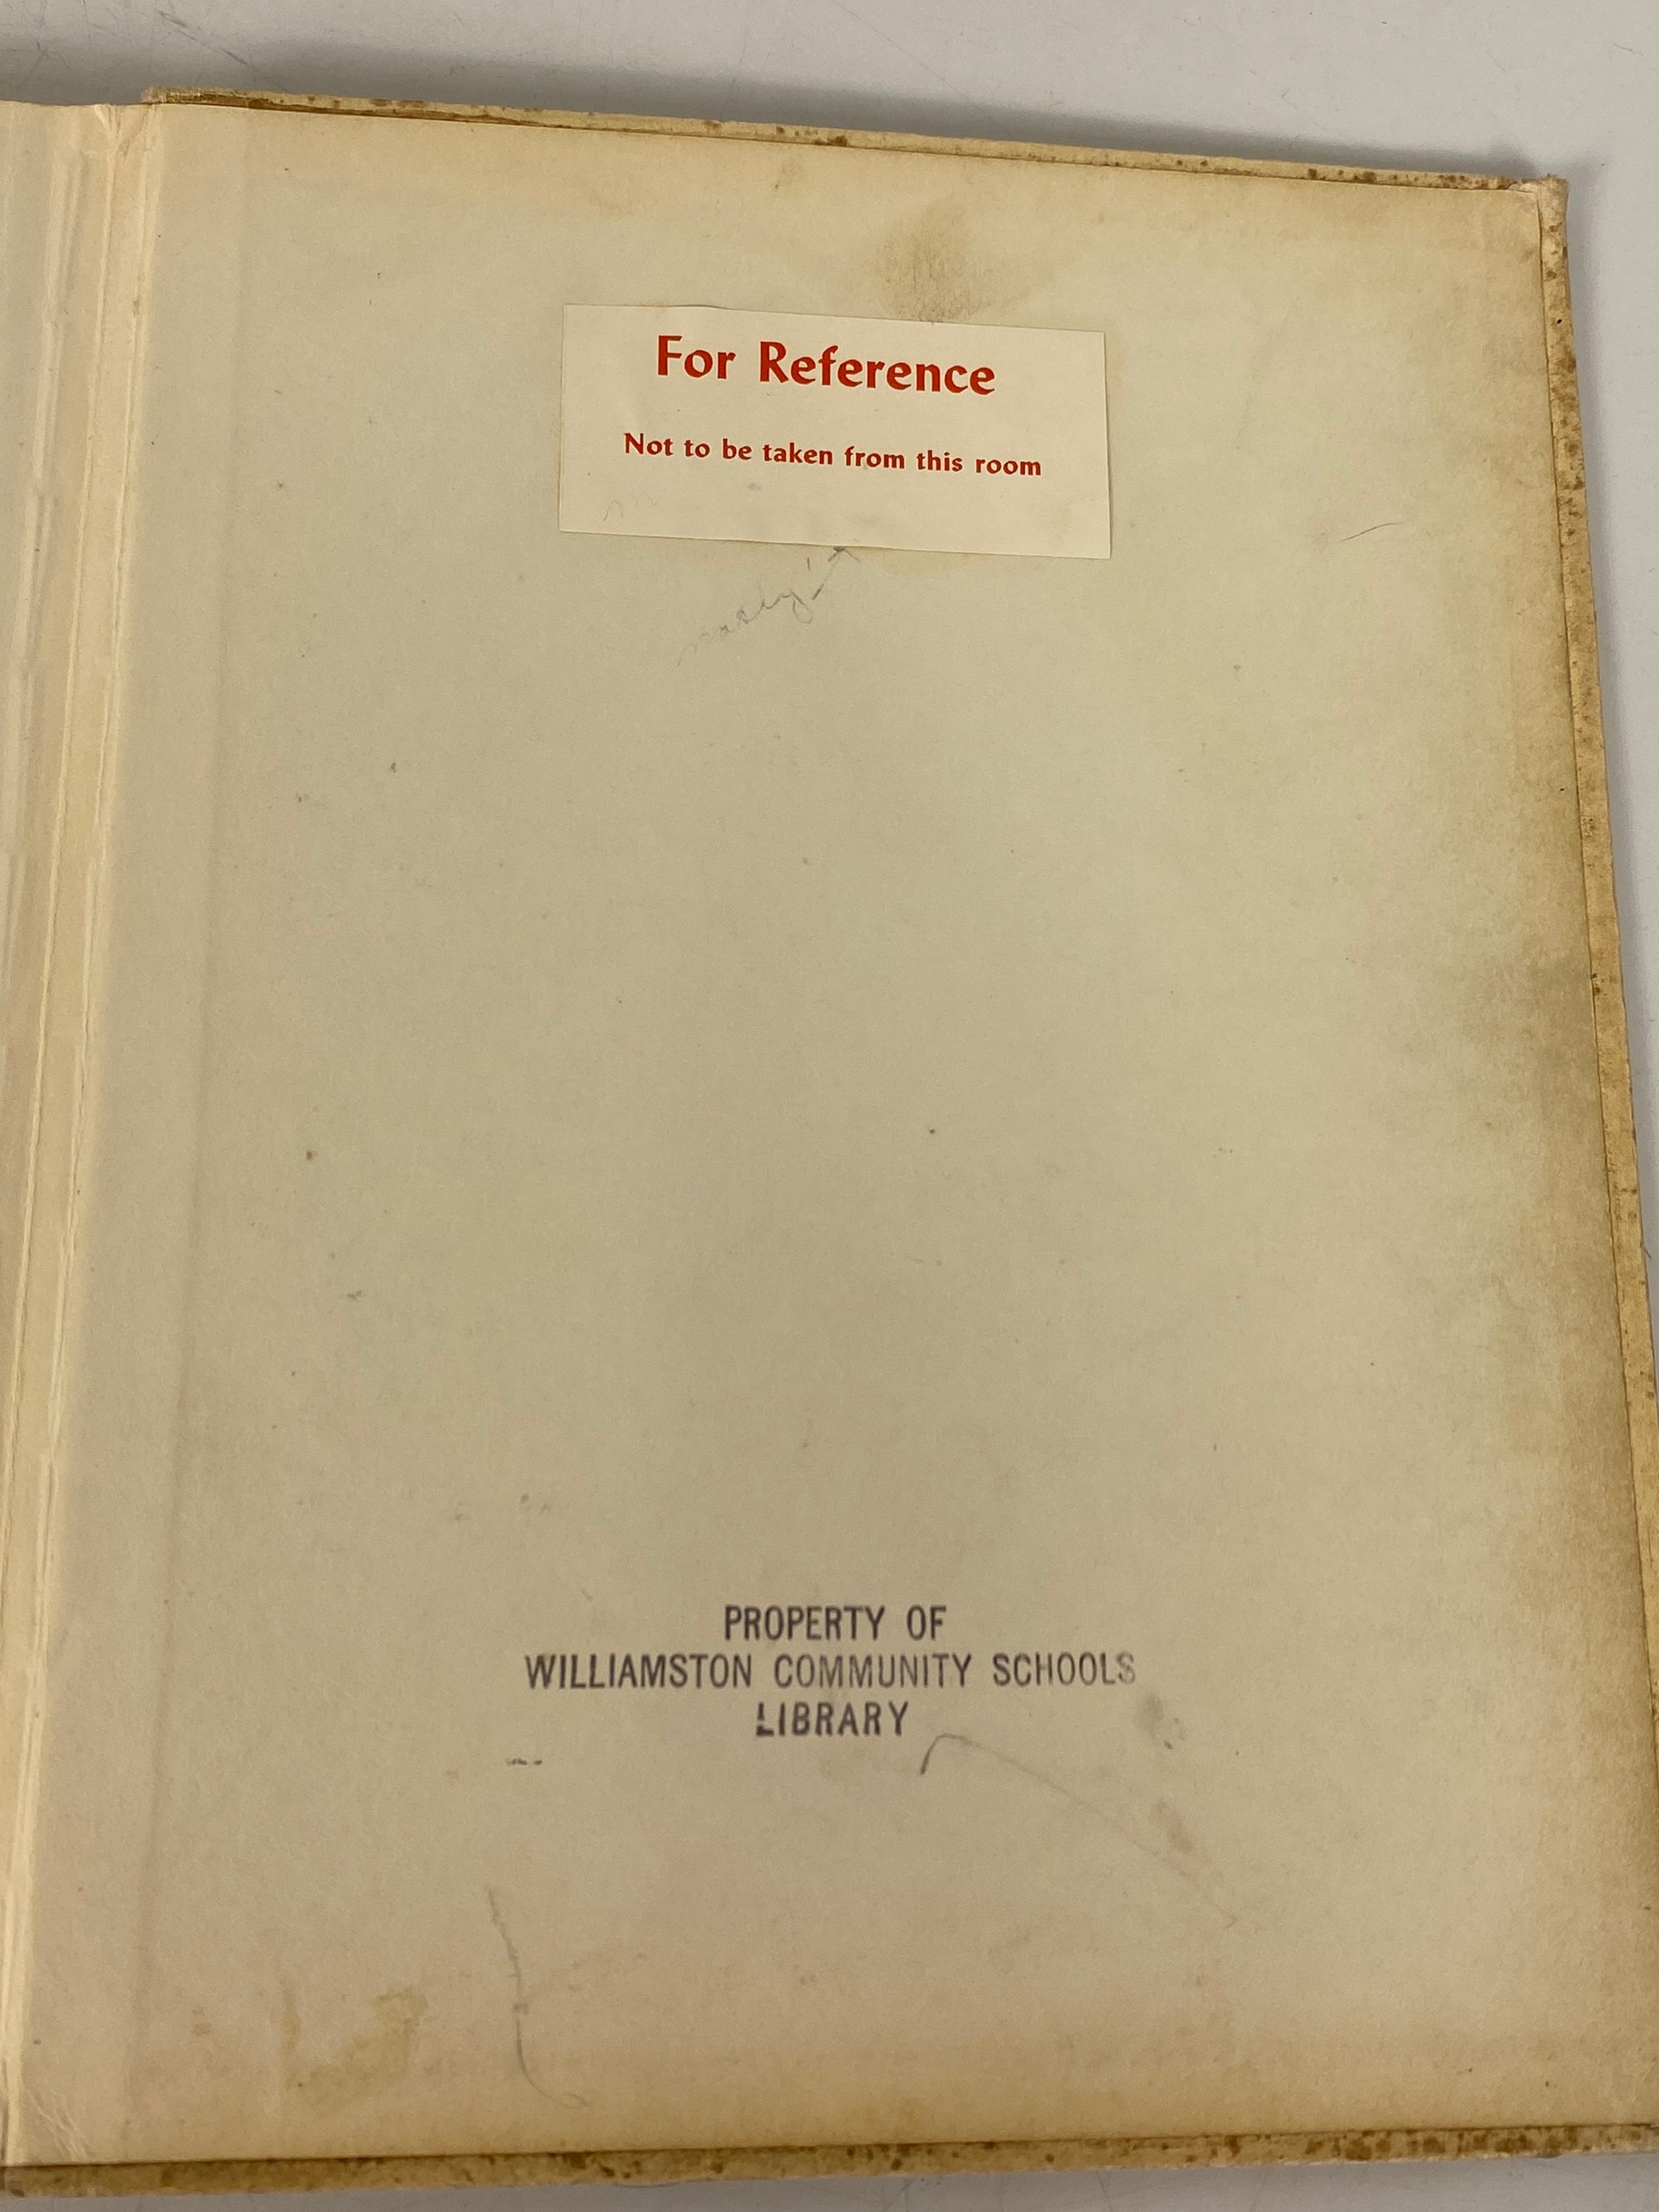 For Reference
Not to be taken from this room
PROPERTY OF
WILLIAMSTON COMMUNITY SCHOOLS
LIBRARY